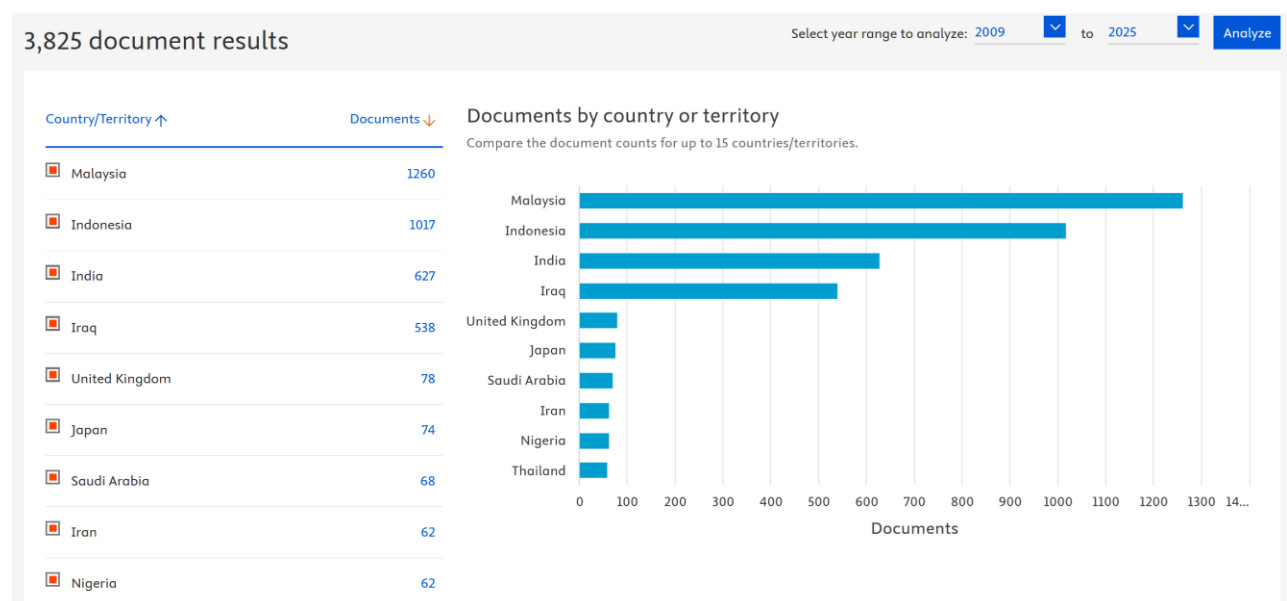 3,825 document results
Select year range to analyze: 2009 to 2025 Analyze
Country/Territory Documents
Malaysia 1260
Indonesia 1017
India 627
Iraq 538
United Kingdom 78
Japan 74
Saudi Arabia 68
Iran 62
Nigeria 62
Documents by country or territory
Compare the document counts for up to 15 countries/territories.
Malaysia
Indonesia
India
Iraq
United Kingdom
Japan
Saudi Arabia
Iran
Nigeria
Thailand
0 100 200 300 400 500 600 700 800 900 1000 1100 1200 1300 14...
Documents